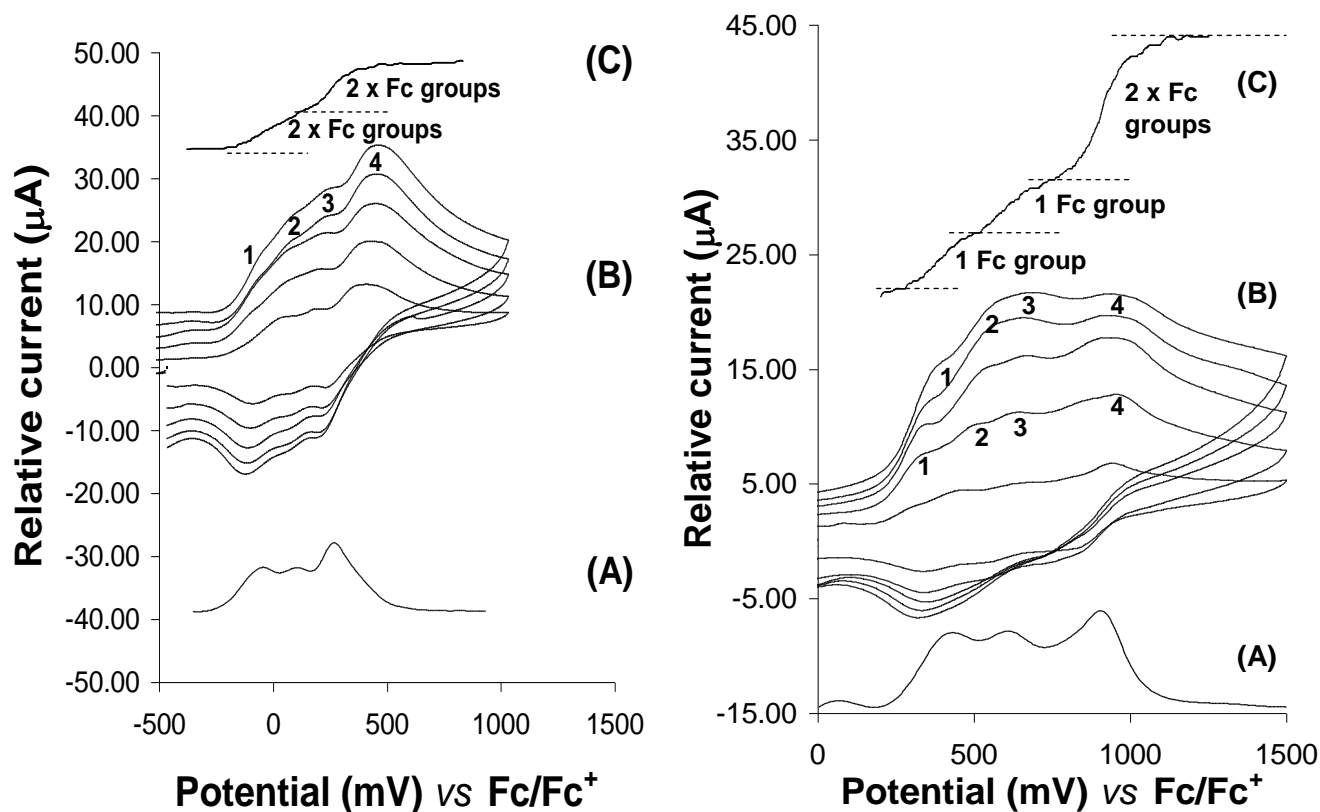 50.00
40.00
30.00
20.00
10.00
0.00
-10.00
-20.00
-30.00
-40.00
-50.00
-500
0
500
1000
1500
Relative current (μA)
Potential (mV) vs Fc/Fc+
(C)
2 x Fc groups
2 x Fc groups
(B)
1
2
3
4
(A)
45.00
35.00
25.00
15.00
5.00
-5.00
-15.00
0
500
1000
1500
Relative current (μA)
Potential (mV) vs Fc/Fc+
(C)
2 x Fc
groups
1 Fc group
1 Fc group
(B)
1
2
3
4
1
2
3
4
(A)